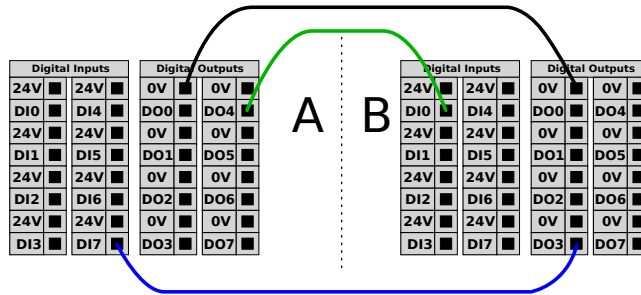 Digital Inputs Digital Outputs A B Digital Inputs Digital Outputs
24V 24V 0V 0V 24V 24V 0V 0V
DI0 DI4 DO0 DO4 DI0 DI4 DO0 DO4
24V 24V 0V 0V 24V 24V 0V 0V
DI1 DI5 DO1 DO5 DI1 DI5 DO1 DO5
24V 24V 0V 0V 24V 24V 0V 0V
DI2 DI6 DO2 DO6 DI2 DI6 DO2 DO6
24V 24V 0V 0V 24V 24V 0V 0V
DI3 DI7 DO3 DO7 DI3 DI7 DO3 DO7